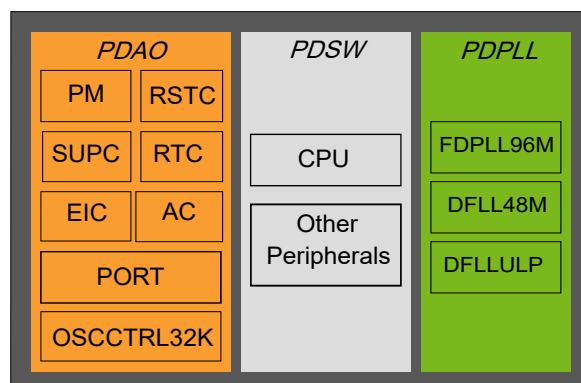 PDAO
PM
RSTC
SUPC
RTC
EIC
AC
PORT
OSCCTRL32K
PDSW
CPU
Other
Peripherals
PDPLL
FDPLL96M
DFLL48M
DFLLULP